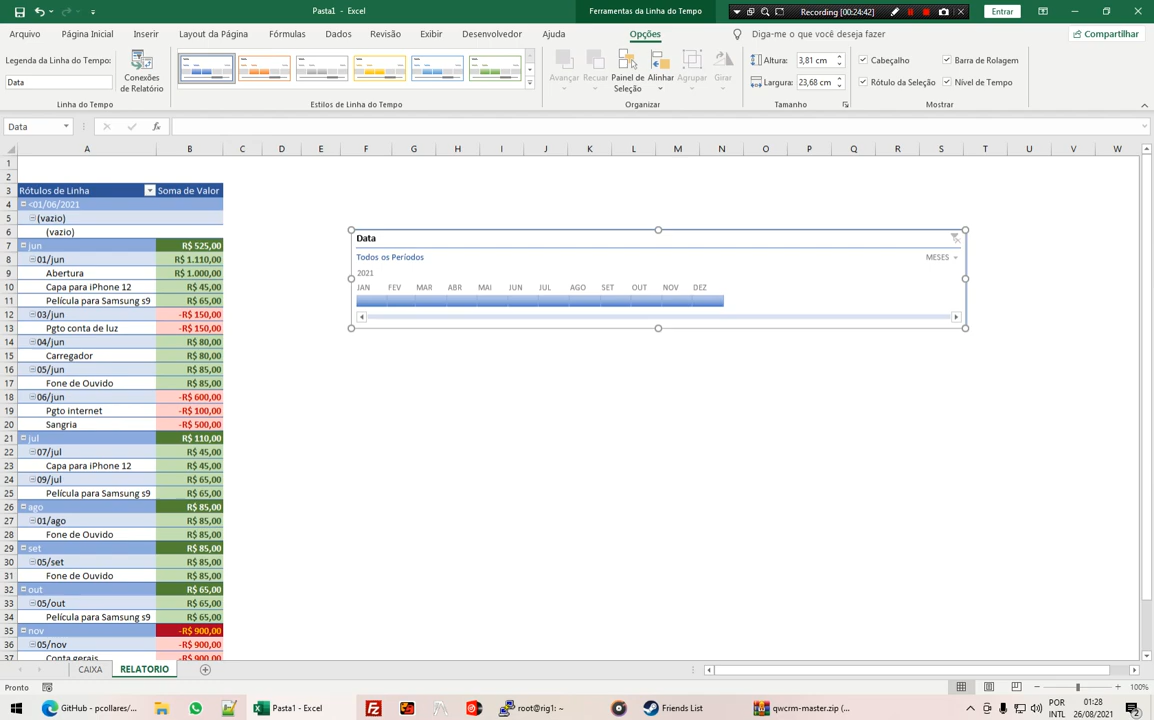 Pasta1 - Excel
Ferramentas da Linha do Tempo
Recording [00:24:42]
Entrar
Arquivo
Página Inicial
Inserir
Layout da Página
Fórmulas
Dados
Revisão
Exibir
Desenvolvedor
Ajuda
Opções
Diga-me o que você deseja fazer
Compartilhar
Legenda da Linha do Tempo:
Data
Conexões de Relatório
Linha do Tempo
Estilos de Linha do Tempo
Avançar
Recuar
Painel de Seleção
Alinhar
Agrupar
Girar
Organizar
Altura:
3,81 cm
Largura:
23,68 cm
Tamanho
Cabeçalho
Barra de Rolagem
Rótulo da Seleção
Nível de Tempo
Mostrar
Data
fx
A B C D E F G H I J K L M N O P Q R S T U V W
1
2
3 Rótulos de Linha Soma de Valor
4 <01/06/2021
5 (vazio)
6 (vazio)
7 jun R$ 525,00
8 01/jun R$ 1.110,00
9 Abertura R$ 1.000,00
10 Capa para iPhone 12 R$ 45,00
11 Película para Samsung s9 R$ 65,00
12 03/jun -R$ 150,00
13 Pgto conta de luz -R$ 150,00
14 04/jun R$ 80,00
15 Carregador R$ 80,00
16 05/jun R$ 85,00
17 Fone de Ouvido R$ 85,00
18 06/jun -R$ 600,00
19 Pgto internet -R$ 100,00
20 Sangria -R$ 500,00
21 jul R$ 110,00
22 07/jul R$ 45,00
23 Capa para iPhone 12 R$ 45,00
24 09/jul R$ 65,00
25 Película para Samsung s9 R$ 65,00
26 ago R$ 85,00
27 01/ago R$ 85,00
28 Fone de Ouvido R$ 85,00
29 set R$ 85,00
30 05/set R$ 85,00
31 Fone de Ouvido R$ 85,00
32 out R$ 65,00
33 05/out R$ 65,00
34 Película para Samsung s9 R$ 65,00
35 nov -R$ 900,00
36 05/nov -R$ 900,00
37 Conta gerais -R$ 900,00
Data
Todos os Períodos
MESES
2021
JAN FEV MAR ABR MAI JUN JUL AGO SET OUT NOV DEZ
CAIXA
RELATORIO
Pronto
100%
GitHub - pcollares/...
Pasta1 - Excel
root@rig1: ~
Friends List
qwcrm-master.zip (...
POR
INTL
01:28
26/08/2021
2